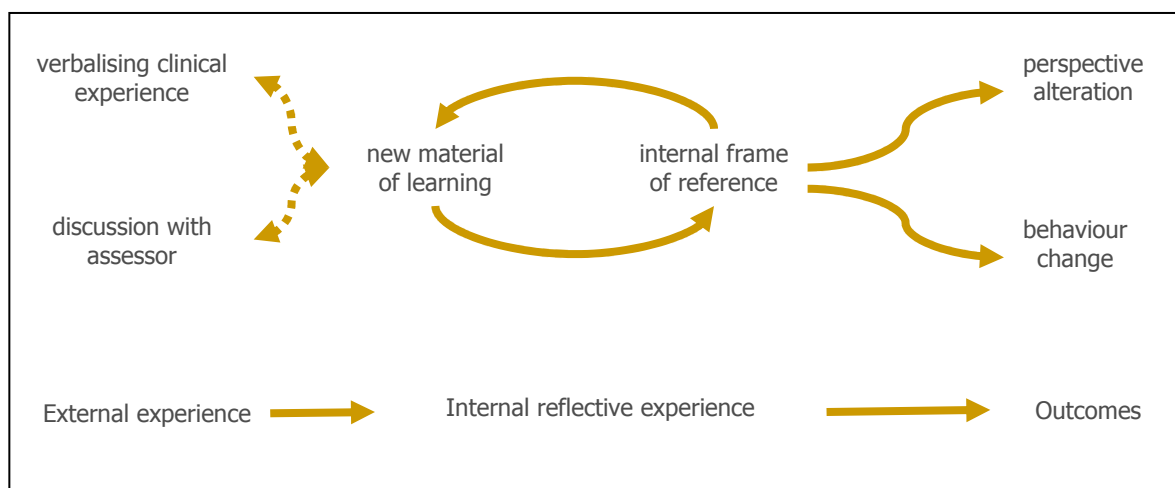 verbalising clinical
experience
discussion with
assessor
new material
of learning
internal frame
of reference
perspective
alteration
behaviour
change
External experience
Internal reflective experience
Outcomes